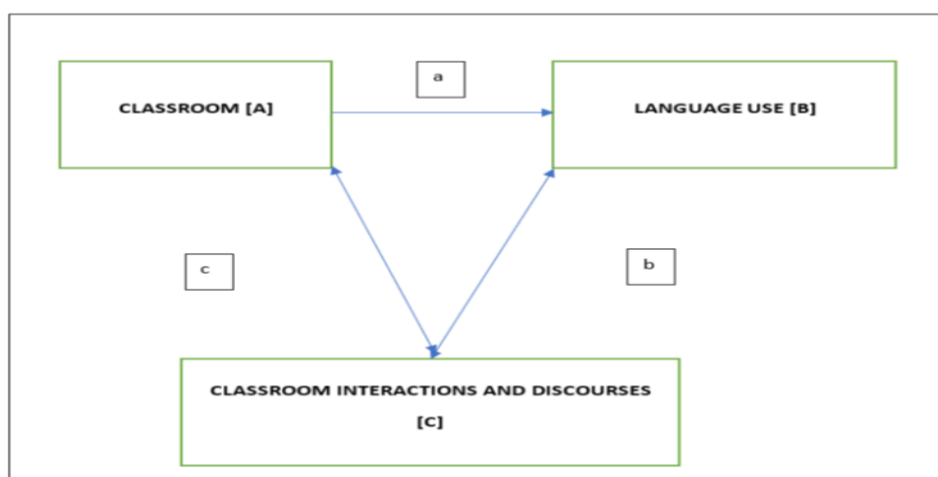 a
CLASSROOM [A]
LANGUAGE USE [B]
c
b
CLASSROOM INTERACTIONS AND DISCOURSES
[C]